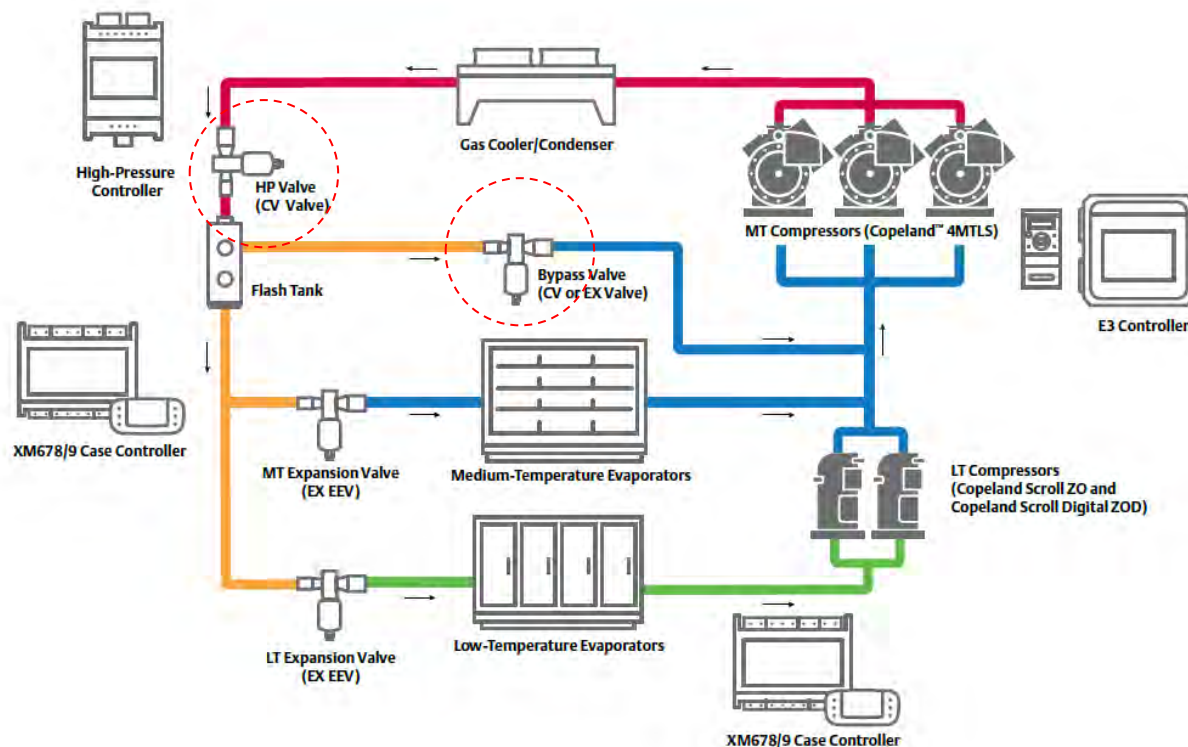 Gas Cooler/Condenser
High-Pressure
Controller
HP Valve
(CV Valve)
MT Compressors (Copeland™ 4MTLS)
Flash Tank
Bypass Valve
(CV or EX Valve)
E3 Controller
XM678/9 Case Controller
MT Expansion Valve
(EX EEV)
Medium-Temperature Evaporators
LT Compressors
(Copeland Scroll ZO and
Copeland Scroll Digital ZOD)
LT Expansion Valve
(EX EEV)
Low-Temperature Evaporators
XM678/9 Case Controller